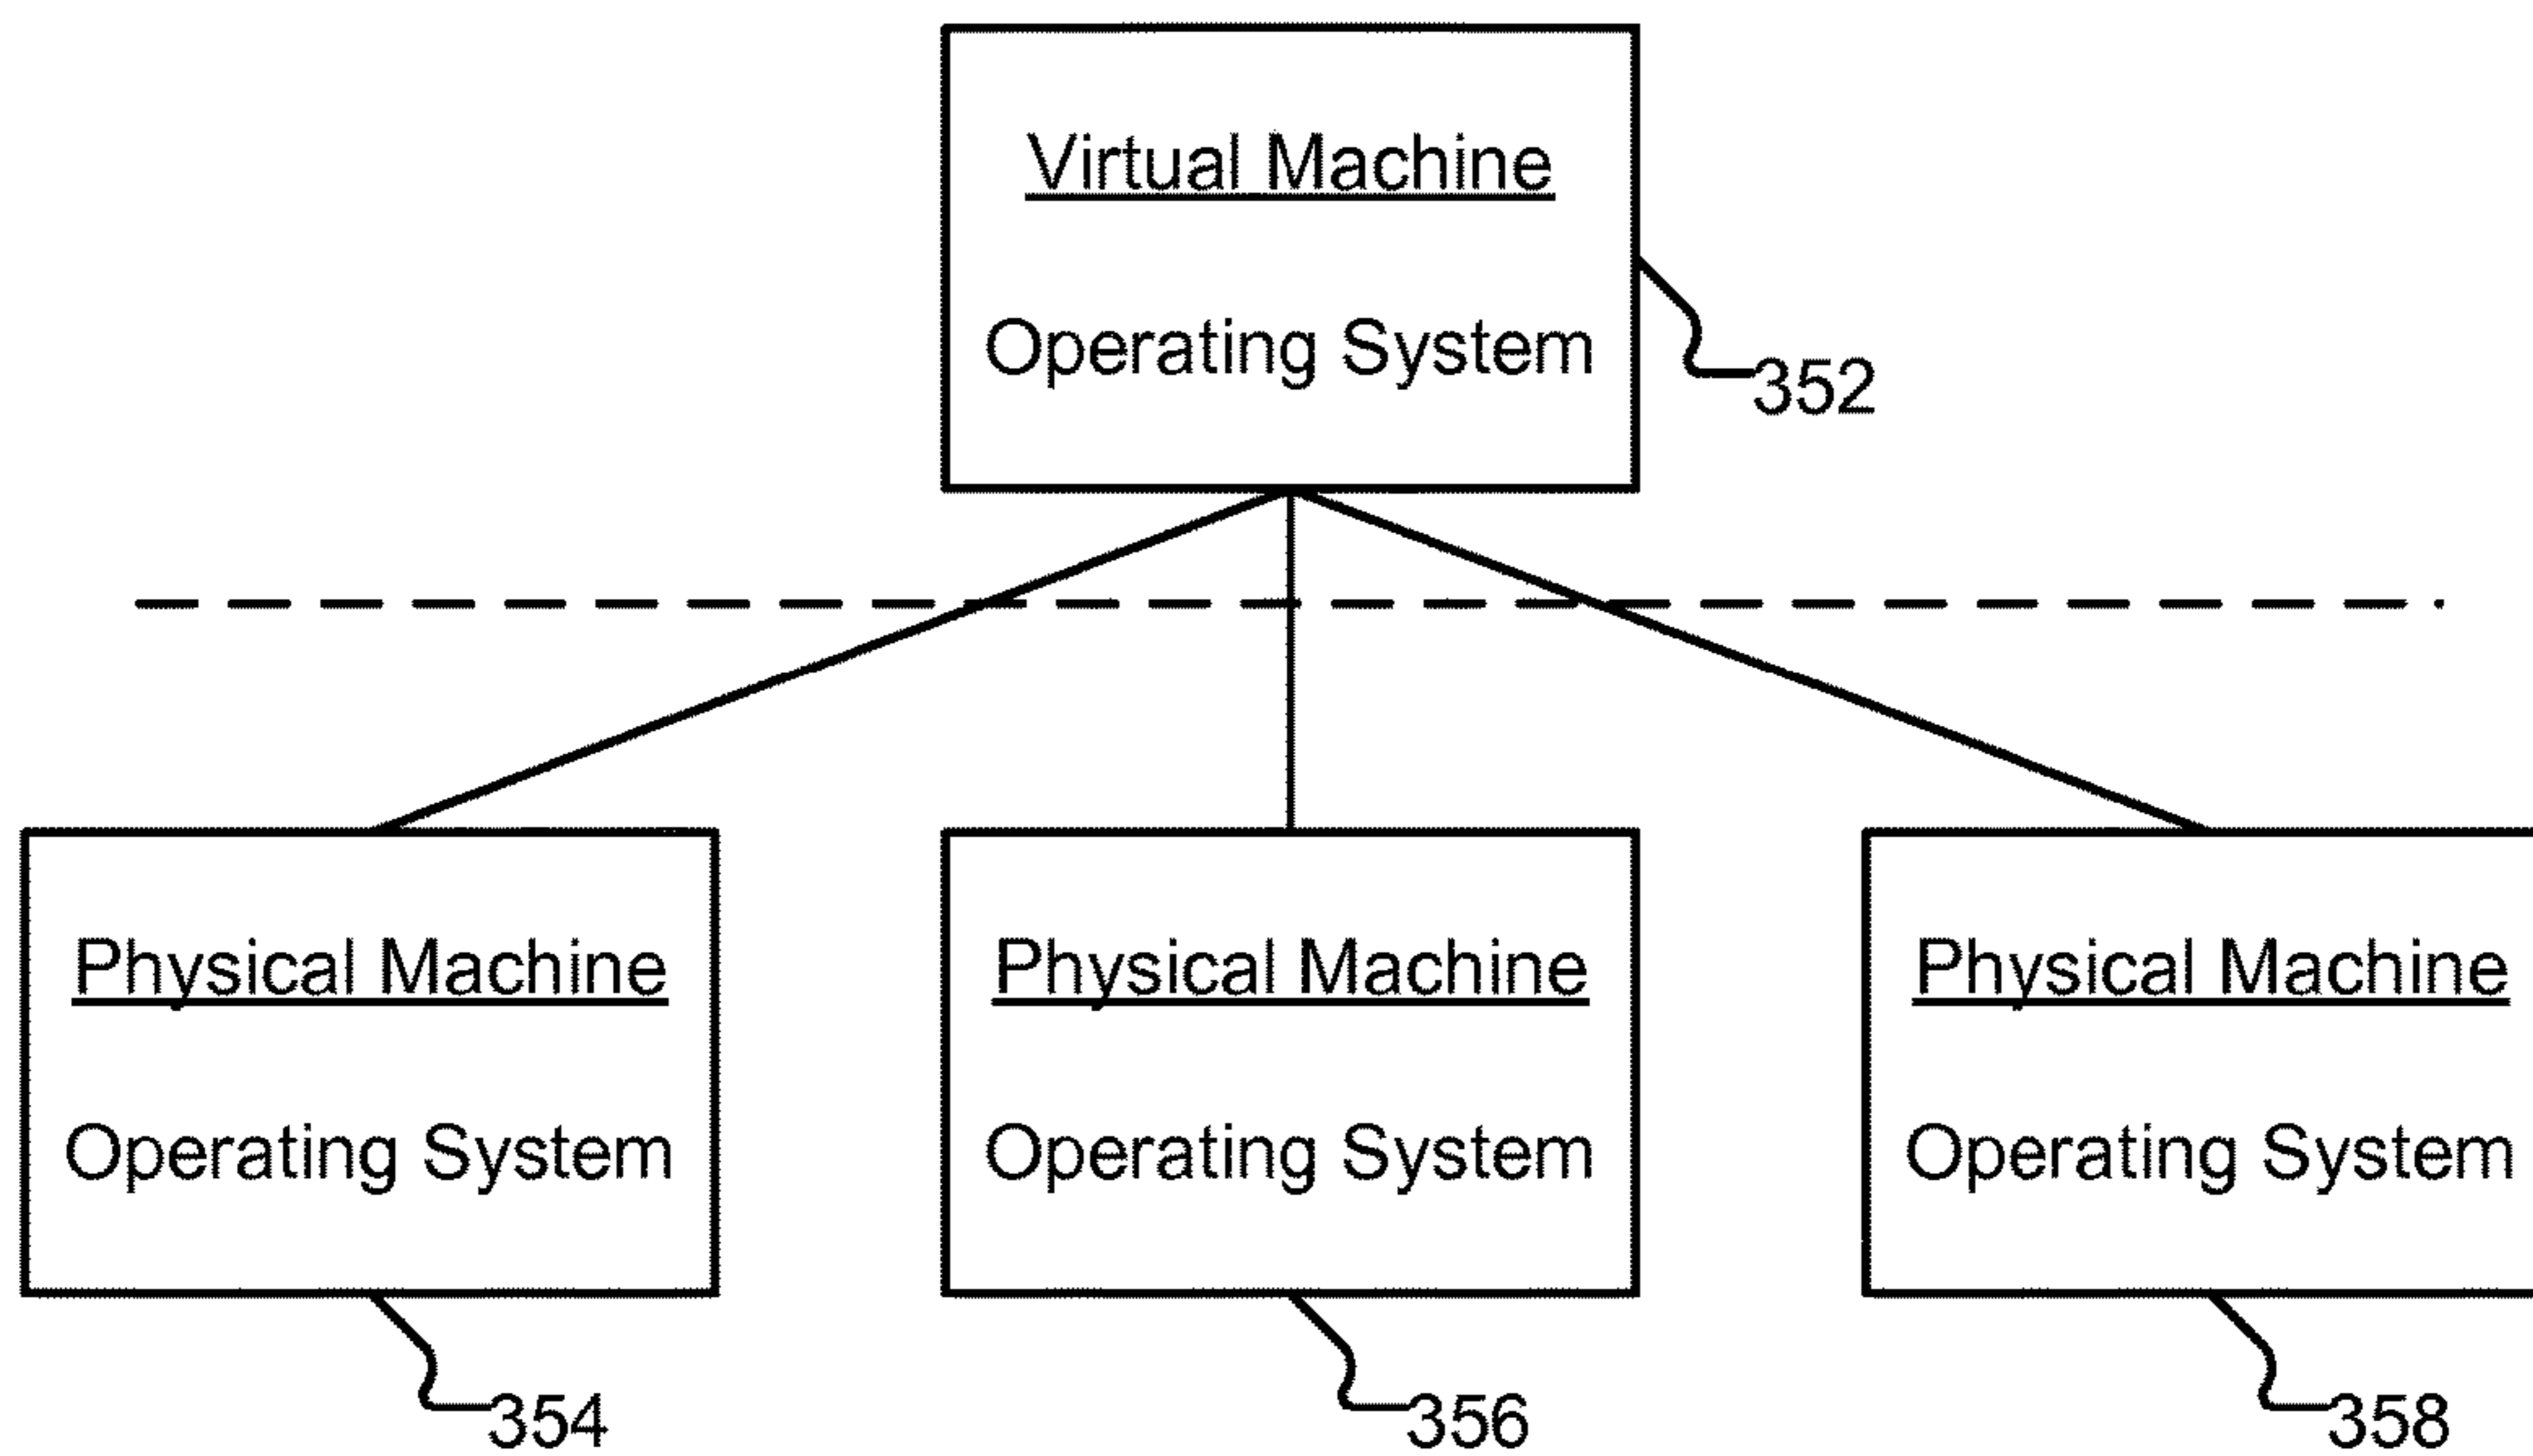 Virtual Machine
Operating System
352
Physical Machine
Operating System
354
Physical Machine
Operating System
356
Physical Machine
Operating System
358